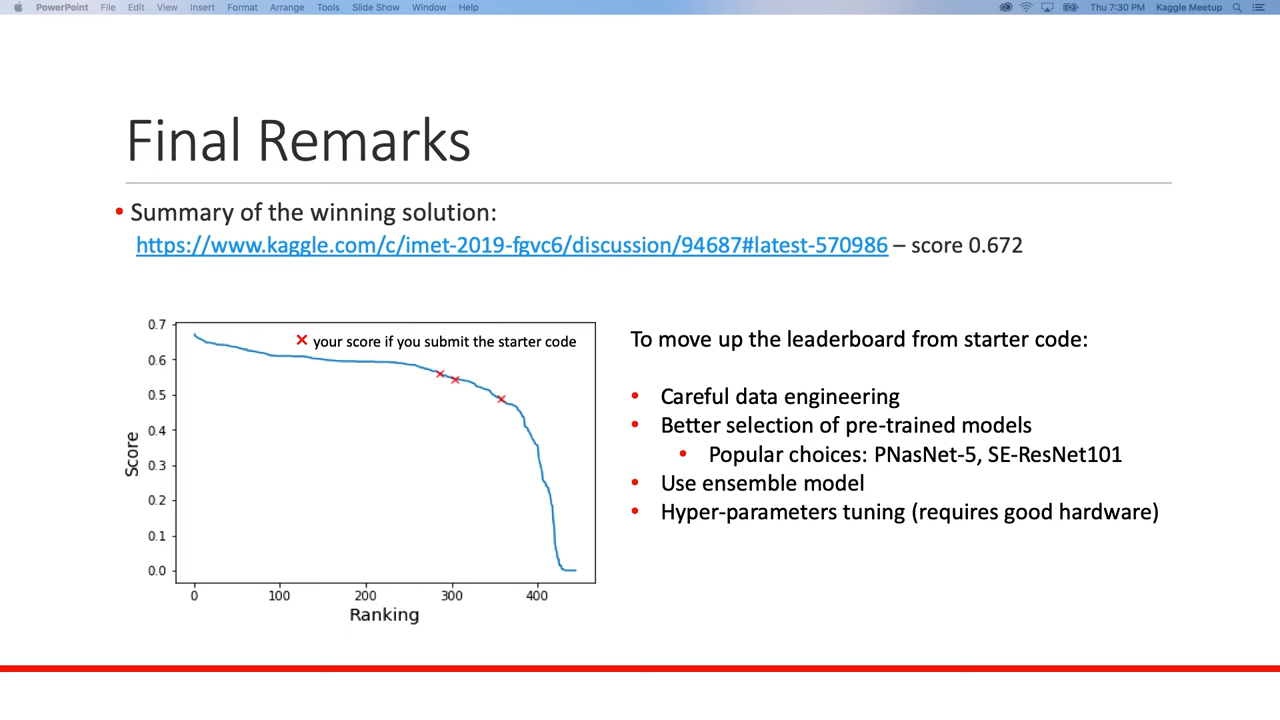 PowerPoint File Edit View Insert Format Arrange Tools Slide Show Window Help Thu 7:30 PM Kaggle Meetup
Final Remarks
• Summary of the winning solution:
https://www.kaggle.com/c/imet-2019-fgvc6/discussion/94687#latest-570986 – score 0.672
× your score if you submit the starter code
0.7
0.6
0.5
0.4
0.3
0.2
0.1
0.0
Score
0 100 200 300 400
Ranking
To move up the leaderboard from starter code:
• Careful data engineering
• Better selection of pre-trained models
• Popular choices: PNasNet-5, SE-ResNet101
• Use ensemble model
• Hyper-parameters tuning (requires good hardware)